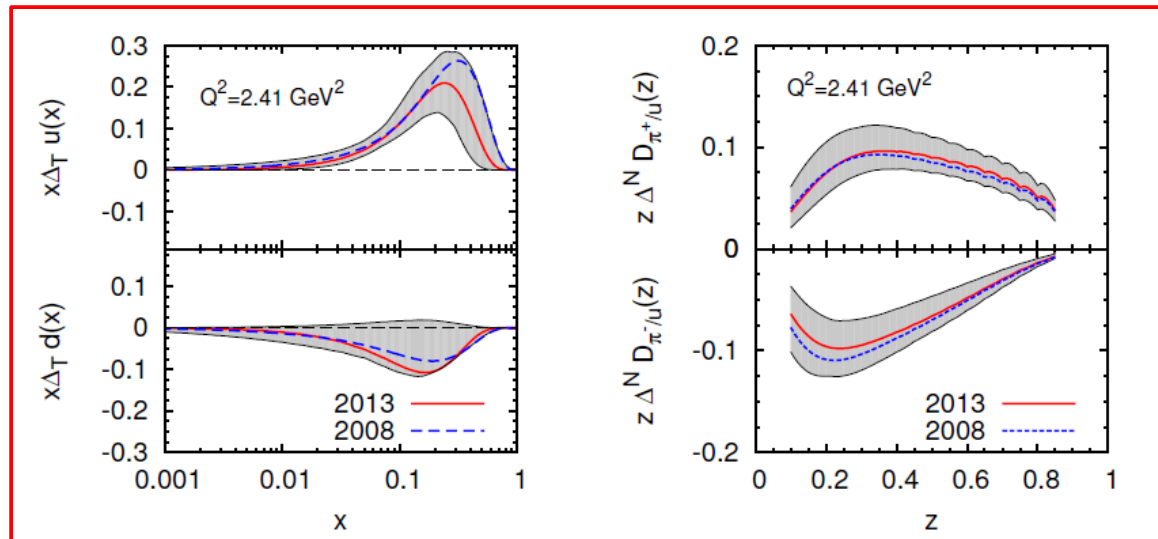 x Δ_T u(x)
0.3
0.2
0.1
0
-0.1
Q²=2.41 GeV²
x Δ_T d(x)
0.1
0
-0.1
-0.2
-0.3
2013
2008
0.001 0.01 0.1 1
x
z Δ^N D_π⁺/u(z)
0.2
0.1
0
Q²=2.41 GeV²
z Δ^N D_π⁻/u(z)
-0.1
-0.2
2013
2008
0 0.2 0.4 0.6 0.8 1
z